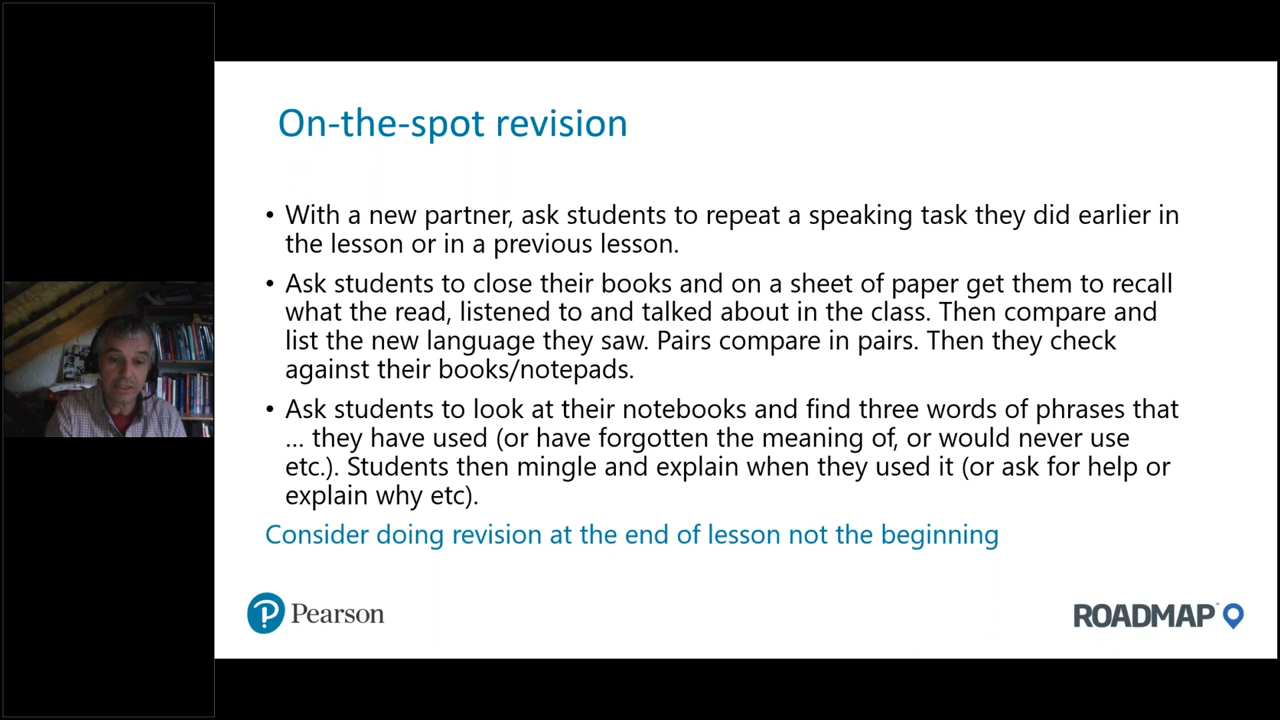 On-the-spot revision
• With a new partner, ask students to repeat a speaking task they did earlier in
the lesson or in a previous lesson.
• Ask students to close their books and on a sheet of paper get them to recall
what the read, listened to and talked about in the class. Then compare and
list the new language they saw. Pairs compare in pairs. Then they check
against their books/notepads.
• Ask students to look at their notebooks and find three words of phrases that
... they have used (or have forgotten the meaning of, or would never use
etc.). Students then mingle and explain when they used it (or ask for help or
explain why etc).
Consider doing revision at the end of lesson not the beginning
Pearson
ROADMAP